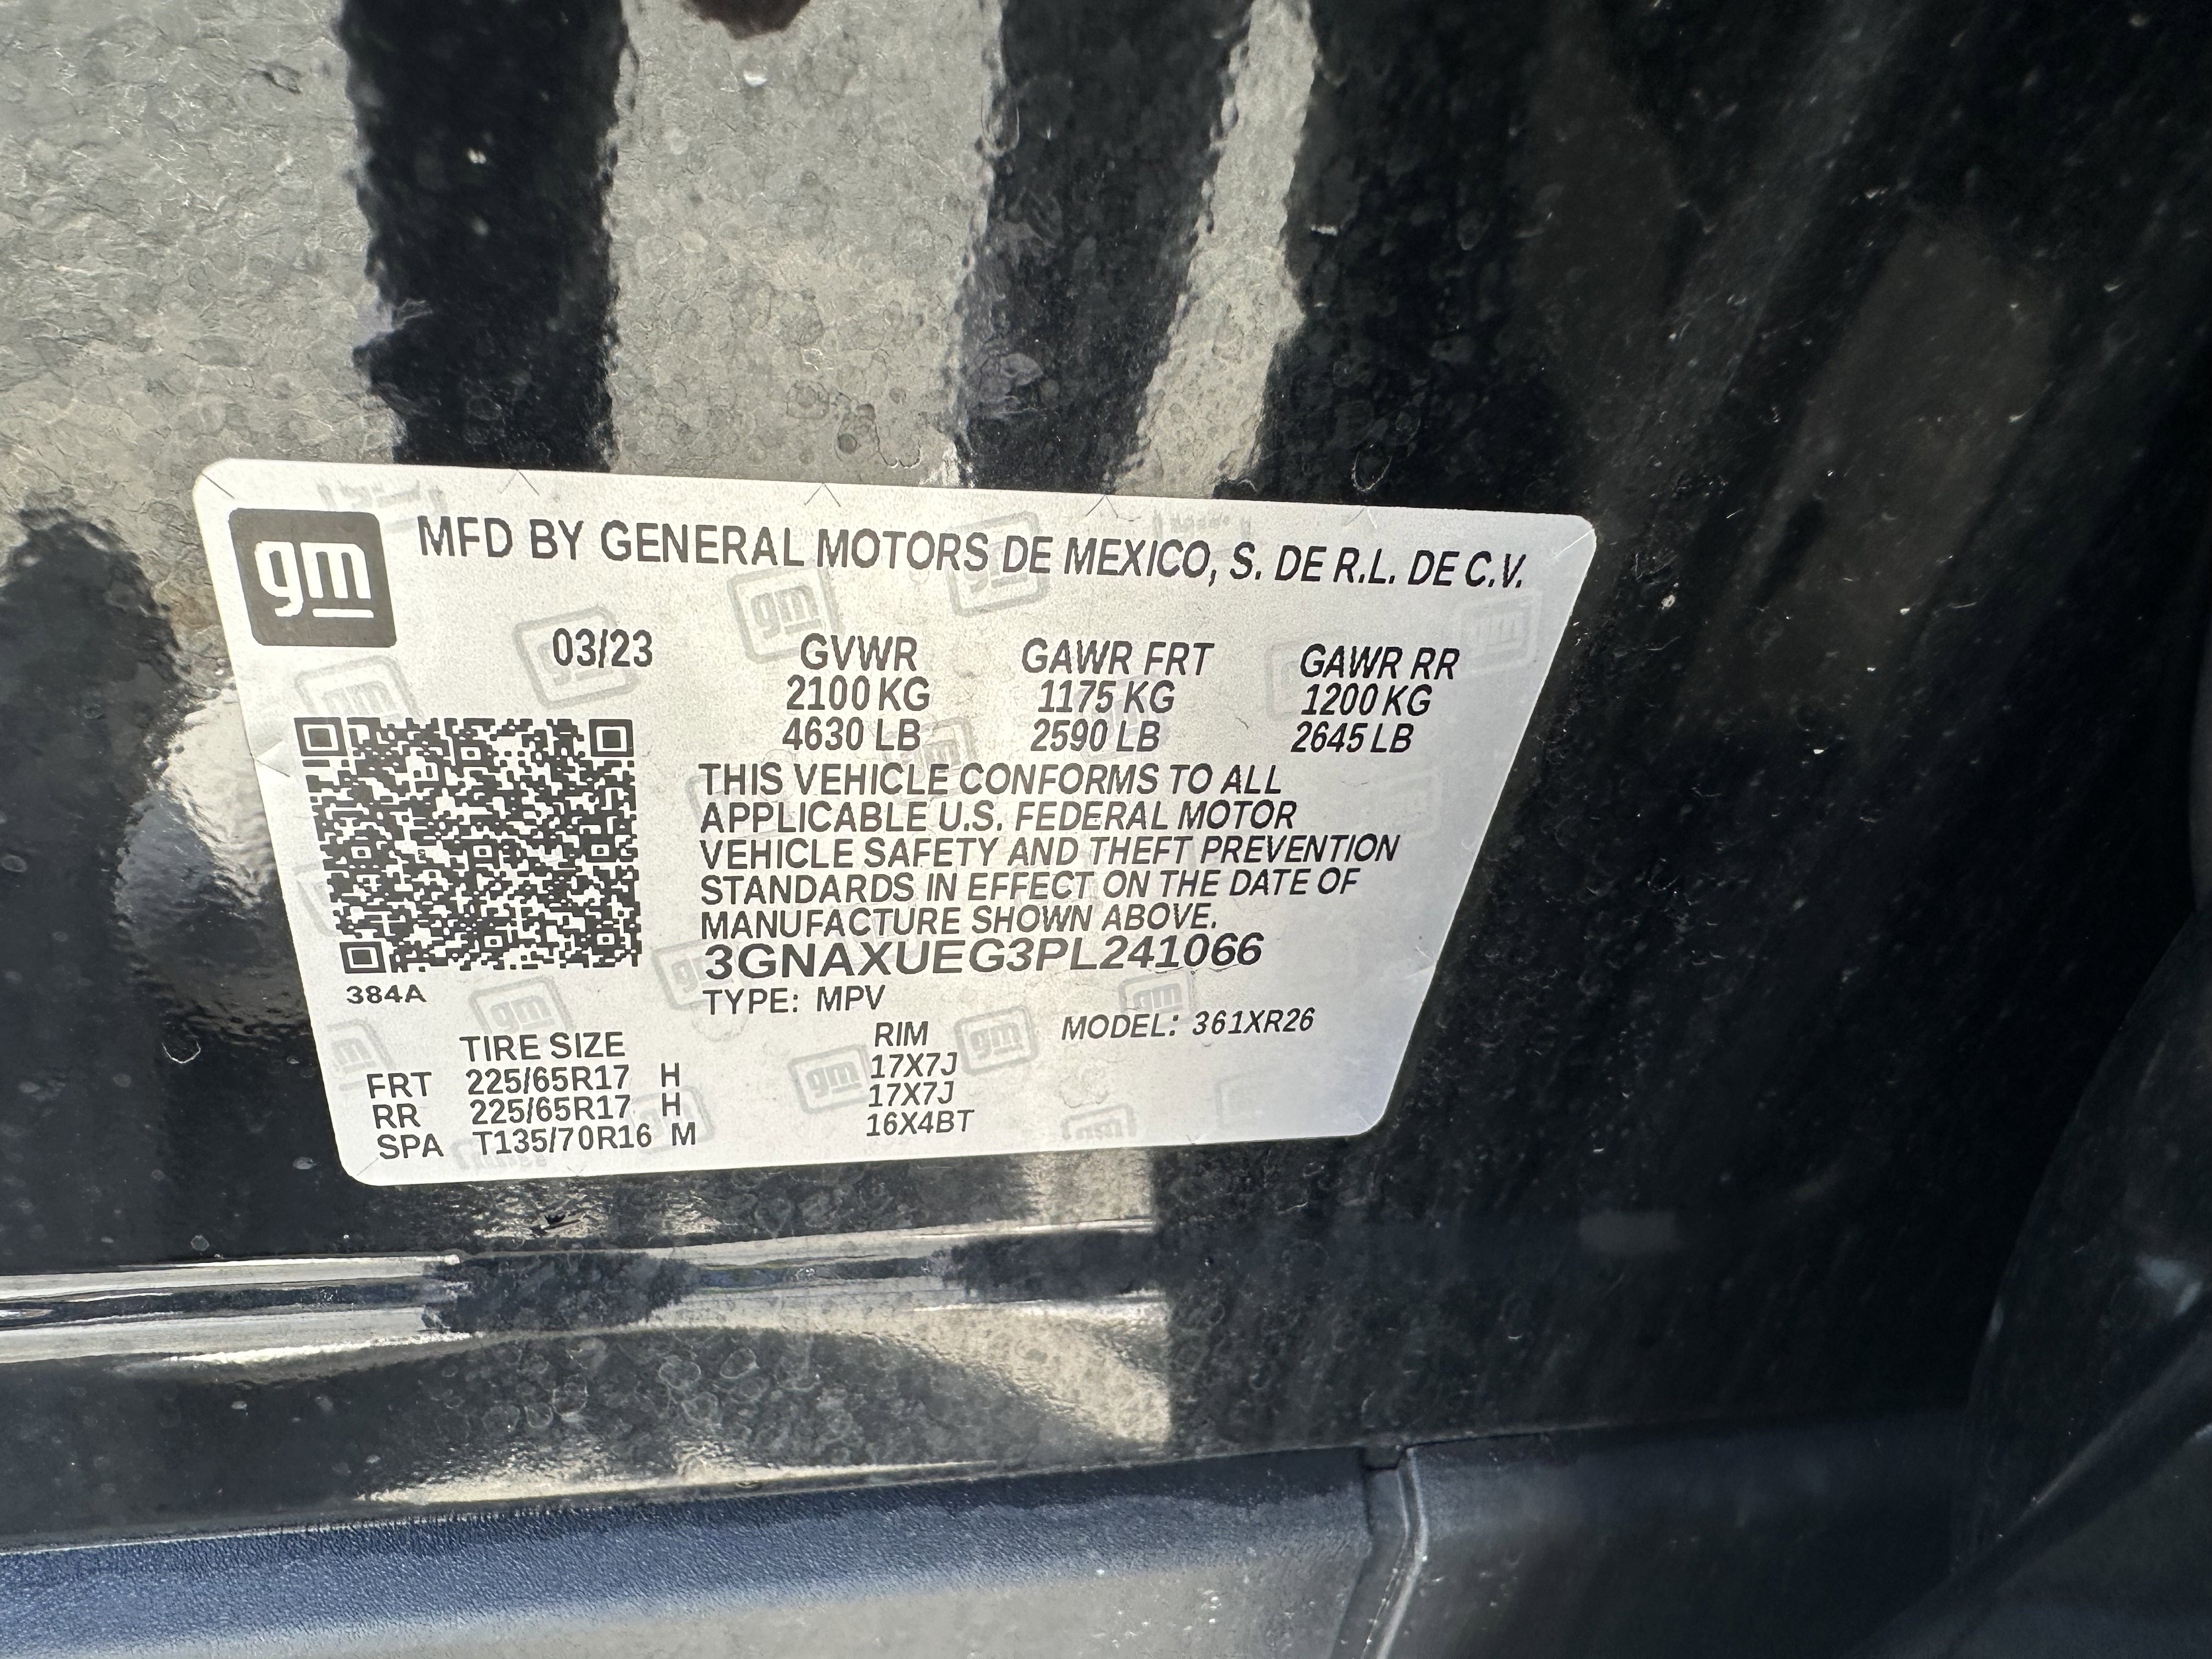 gm MFD BY GENERAL MOTORS DE MEXICO, S. DE R.L. DE C.V.
03/23 GVWR GAWR FRT GAWR RR
2100 KG 1175 KG 1200 KG
4630 LB 2590 LB 2645 LB
THIS VEHICLE CONFORMS TO ALL
APPLICABLE U.S. FEDERAL MOTOR
VEHICLE SAFETY AND THEFT PREVENTION
STANDARDS IN EFFECT ON THE DATE OF
MANUFACTURE SHOWN ABOVE.
3GNAXUEG3PL241066
384A
TYPE: MPV
MODEL: 361XR26
TIRE SIZE RIM
FRT 225/65R17 H 17X7J
RR 225/65R17 H 17X7J
SPA T135/70R16 M 16X4BT